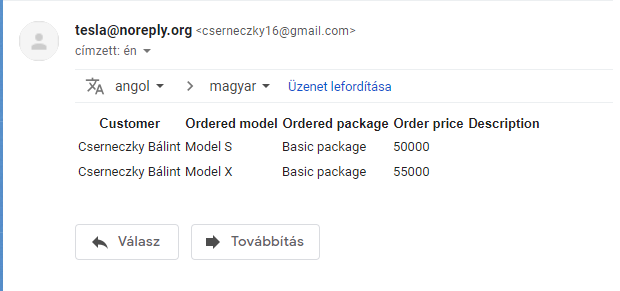 tesla@noreply.org <cserneczky16@gmail.com>
címzett: én
angol > magyar Üzenet lefordítása
Customer Ordered model Ordered package Order price Description
Cserneczky Bálint Model S Basic package 50000
Cserneczky Bálint Model X Basic package 55000
Válasz Továbbítás